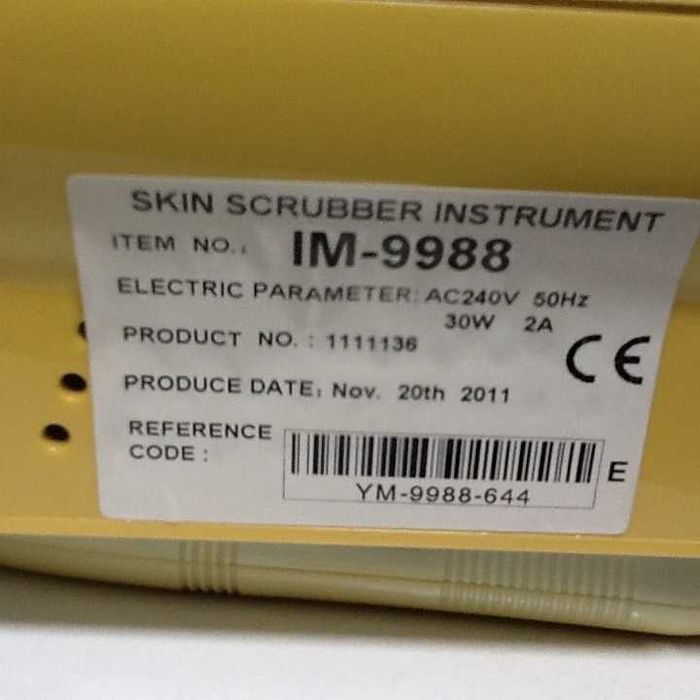 SKIN SCRUBBER INSTRUMENT
ITEM NO.: IM-9988
ELECTRIC PARAMETER: AC240V 50Hz
30W 2A
PRODUCT NO. : 1111136
CE
PRODUCE DATE: Nov. 20th 2011
REFERENCE
CODE :
E
YM-9988-644